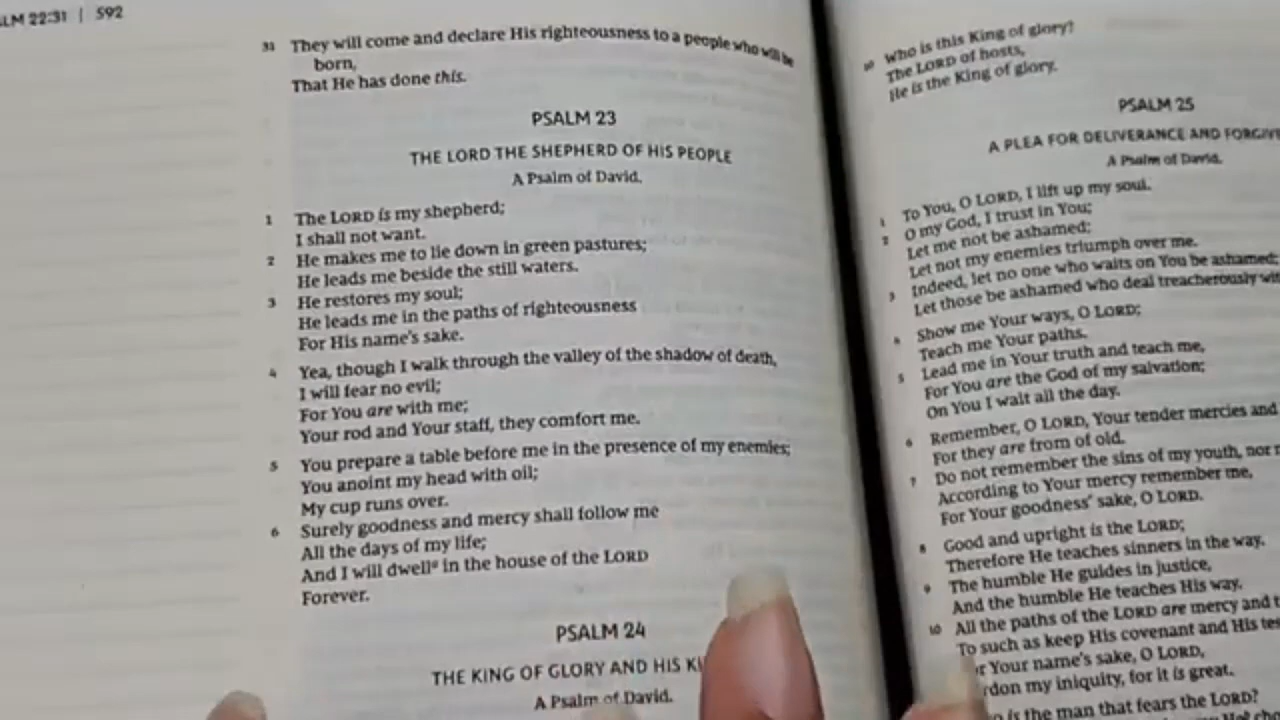 LM 22:31 | 592
31 They will come and declare His righteousness to a people who will be
born,
That He has done this.
PSALM 23
THE LORD THE SHEPHERD OF HIS PEOPLE
A Psalm of David.
1 The LORD is my shepherd;
I shall not want.
2 He makes me to lie down in green pastures;
He leads me beside the still waters.
3 He restores my soul;
He leads me in the paths of righteousness
For His name's sake.
4 Yea, though I walk through the valley of the shadow of death,
I will fear no evil;
For You are with me;
Your rod and Your staff, they comfort me.
5 You prepare a table before me in the presence of my enemies;
You anoint my head with oil;
My cup runs over.
6 Surely goodness and mercy shall follow me
All the days of my life;
And I will dwellᵃ in the house of the LORD
Forever.
PSALM 24
THE KING OF GLORY AND HIS KI
A Psalm of David.
10 Who is this King of glory?
The LORD of hosts,
He is the King of glory.
PSALM 25
A PLEA FOR DELIVERANCE AND FORGIVE
A Psalm of David.
1 To You, O LORD, I lift up my soul.
2 O my God, I trust in You;
Let me not be ashamed;
Let not my enemies triumph over me.
3 Indeed, let no one who waits on You be ashamed;
Let those be ashamed who deal treacherously wi
4 Show me Your ways, O LORD;
Teach me Your paths.
5 Lead me in Your truth and teach me,
For You are the God of my salvation;
On You I wait all the day.
6 Remember, O LORD, Your tender mercies and
For they are from of old.
7 Do not remember the sins of my youth, nor
According to Your mercy remember me,
For Your goodness' sake, O LORD.
8 Good and upright is the LORD;
Therefore He teaches sinners in the way.
9 The humble He guides in justice,
And the humble He teaches His way.
10 All the paths of the LORD are mercy and t
To such as keep His covenant and His tes
r Your name's sake, O LORD,
rdon my iniquity, for it is great.
o is the man that fears the LORD?